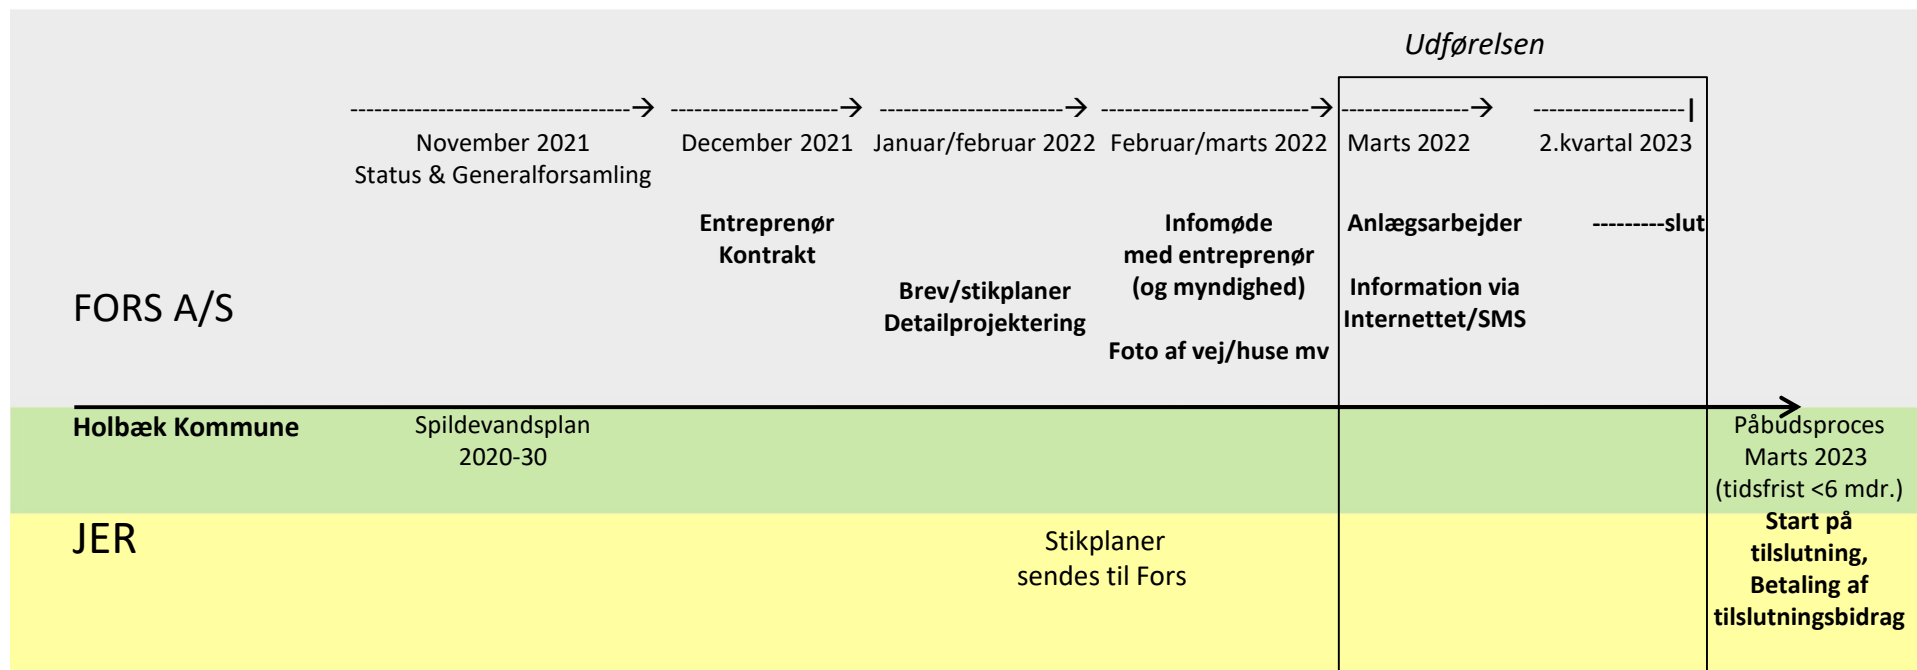 Udførelsen
-----------------------------------→ ---------------------→ -----------------------→ --------------------------→ ----------------→ -------------------|
November 2021
Status & Generalforsamling
December 2021
Januar/februar 2022
Februar/marts 2022
Marts 2022
2.kvartal 2023
Entreprenør
Kontrakt
Infomøde
med entreprenør
(og myndighed)
Anlægsarbejder
---------slut
FORS A/S
Brev/stikplaner
Detailprojektering
Foto af vej/huse mv
Information via
Internettet/SMS
Holbæk Kommune
Spildevandsplan
2020-30
Påbudsproces
Marts 2023
(tidsfrist <6 mdr.)
JER
Stikplaner
sendes til Fors
Start på
tilslutning,
Betaling af
tilslutningsbidrag